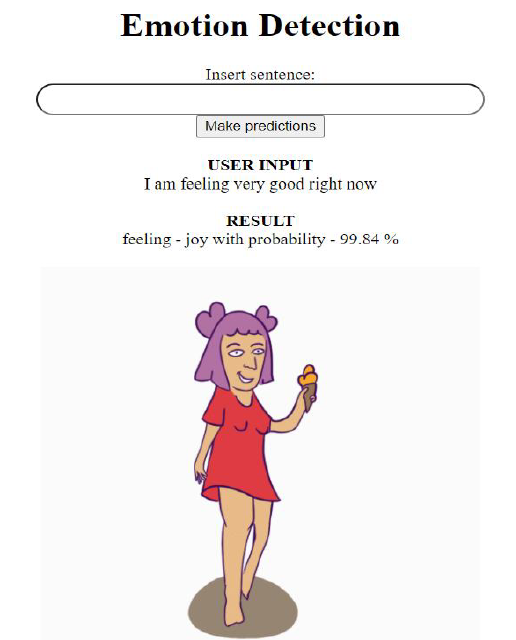 Emotion Detection
Insert sentence:
Make predictions
USER INPUT
I am feeling very good right now
RESULT
feeling - joy with probability - 99.84 %